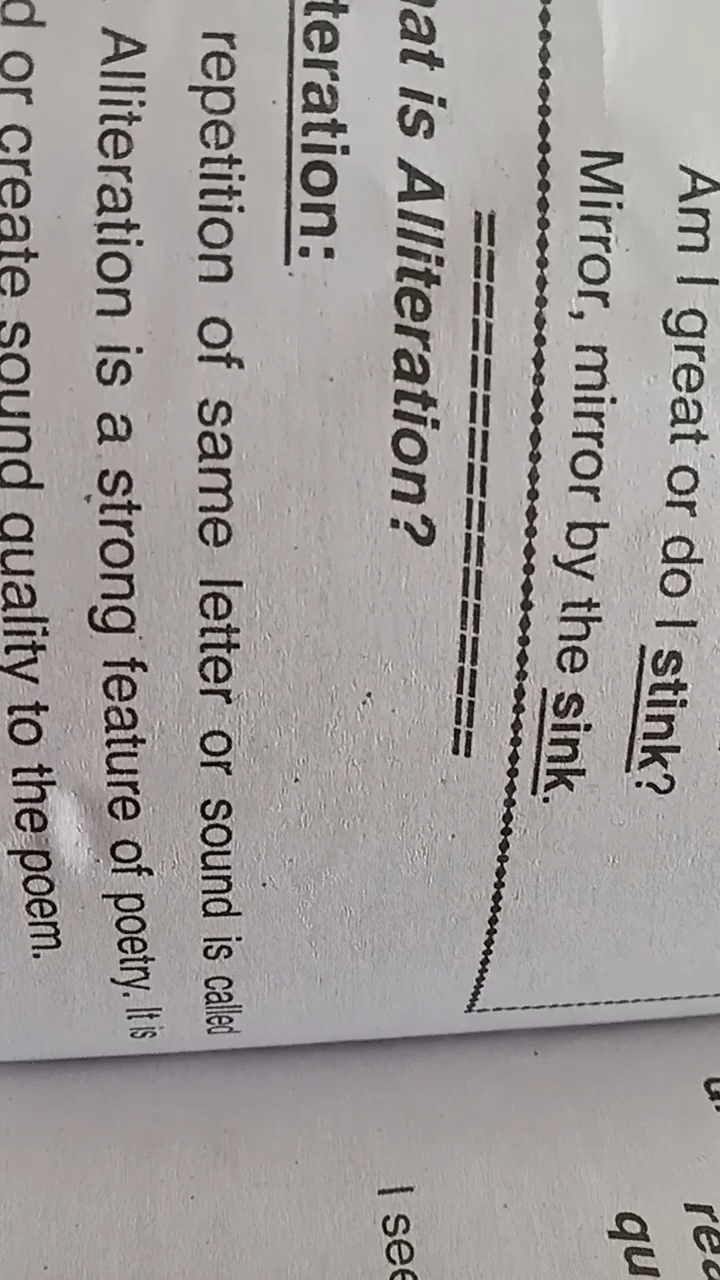 Am I great or do I stink?
Mirror, mirror by the sink.
====================
at is Alliteration?
teration:
repetition of same letter or sound is called
Alliteration is a strong feature of poetry. It is
d or create sound quality to the poem.
I see
qu